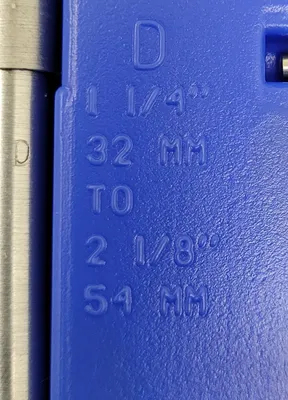 D
1 1/4"
32 MM
TO
2 1/8"
54 MM
D